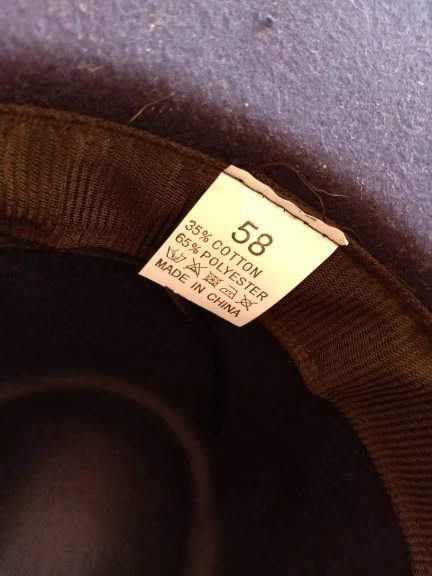 58
35% COTTON
65% POLYESTER
MADE IN CHINA